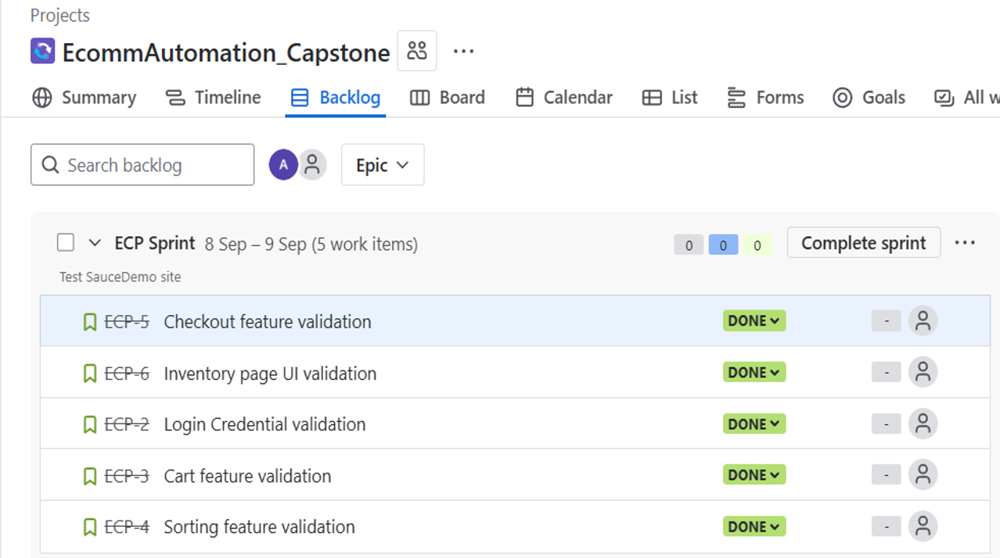 Projects
EcommAutomation_Capstone
Summary Timeline Backlog Board Calendar List Forms Goals All w
Search backlog A Epic
ECP Sprint 8 Sep – 9 Sep (5 work items) 0 0 0 Complete sprint
Test SauceDemo site
ECP-5 Checkout feature validation DONE -
ECP-6 Inventory page UI validation DONE -
ECP-2 Login Credential validation DONE -
ECP-3 Cart feature validation DONE -
ECP-4 Sorting feature validation DONE -